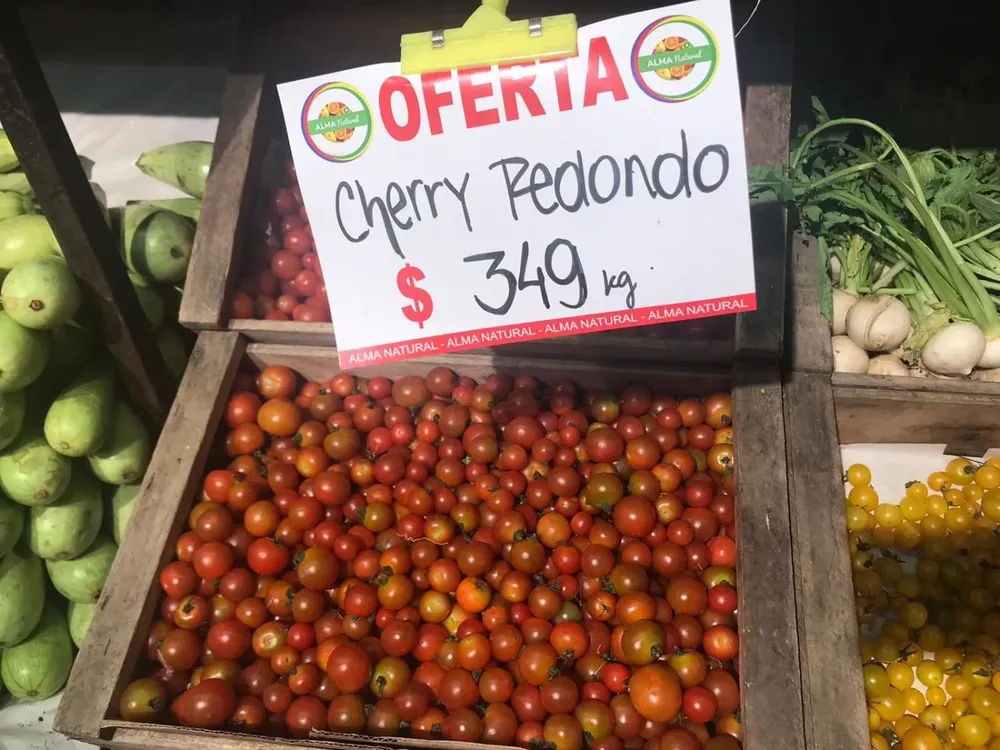 OFERTA
ALMA Natural
ALMA Natural
Cherry Redondo
$ 349 kg.
ALMA NATURAL - ALMA NATURAL - ALMA NATURAL - ALMA NATURAL